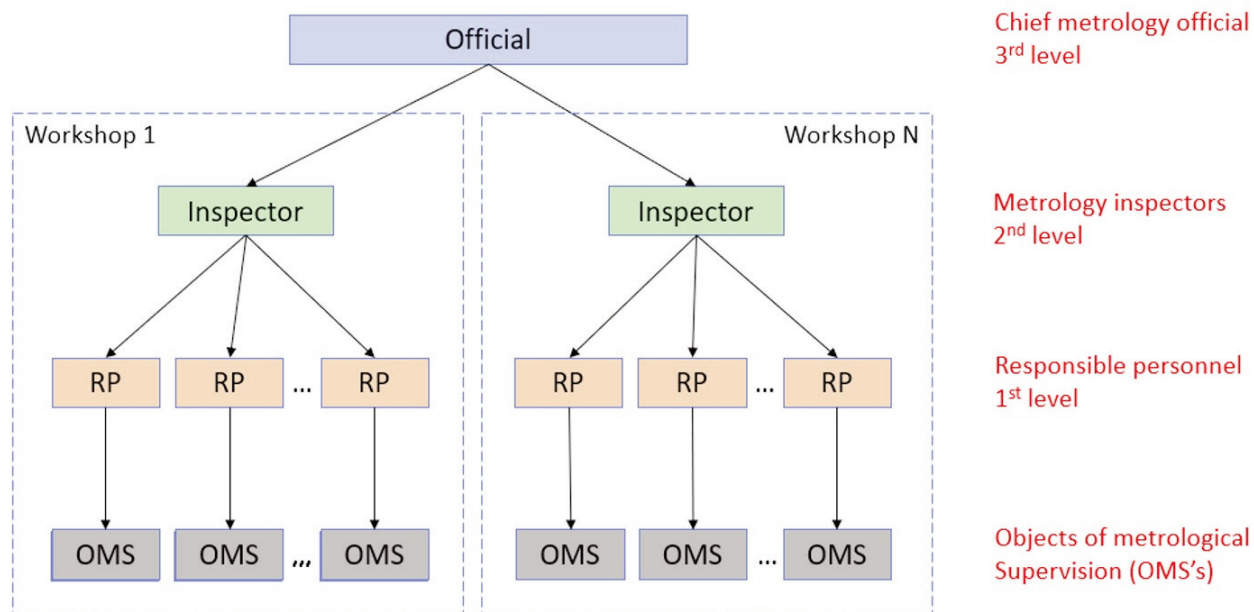 Official
Chief metrology official
3rd level
Workshop 1
Workshop N
Inspector
Inspector
Metrology inspectors
2nd level
RP RP ... RP
RP RP ... RP
Responsible personnel
1st level
OMS OMS ,,, OMS
OMS OMS ... OMS
Objects of metrological
Supervision (OMS's)